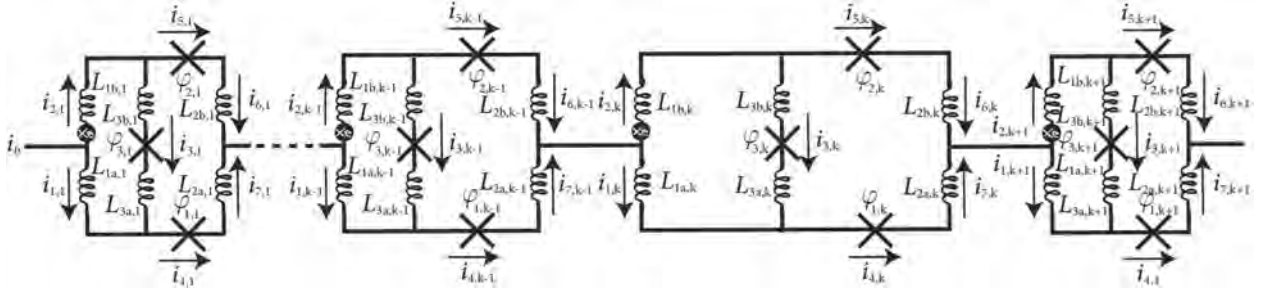 i5,1 i5,k-1 i5,k i5,k+1
L1b,1 φ2,1 L1b,k-1 φ2,k-1 φ2,k L1b,k+1 φ2,k+1
i2,1 L3b,1 L2b,1 i6,1 i2,k-1 L3b,k-1 L2b,k-1 i6,k-1 i2,k L1b,k L3b,k L2b,k i6,k i2,k+1 L3b,k+1 L2b,k+1 i6,k+1
φ3,1 i3,1 φ3,k-1 i3,k-1 φ3,k i3,k φ3,k+1 i3,k+1
i1,1 L1a,1 L2a,1 i7,1 i1,k-1 L1a,k-1 L2a,k-1 i7,k-1 i1,k L1a,k L3a,k L2a,k i7,k i1,k+1 L1a,k+1 L2a,k+1 i7,k+1
L3a,1 φ1,1 L3a,k-1 φ1,k-1 φ1,k L3a,k+1 φ1,k+1
i4,1 i4,k-1 i4,k i4,1